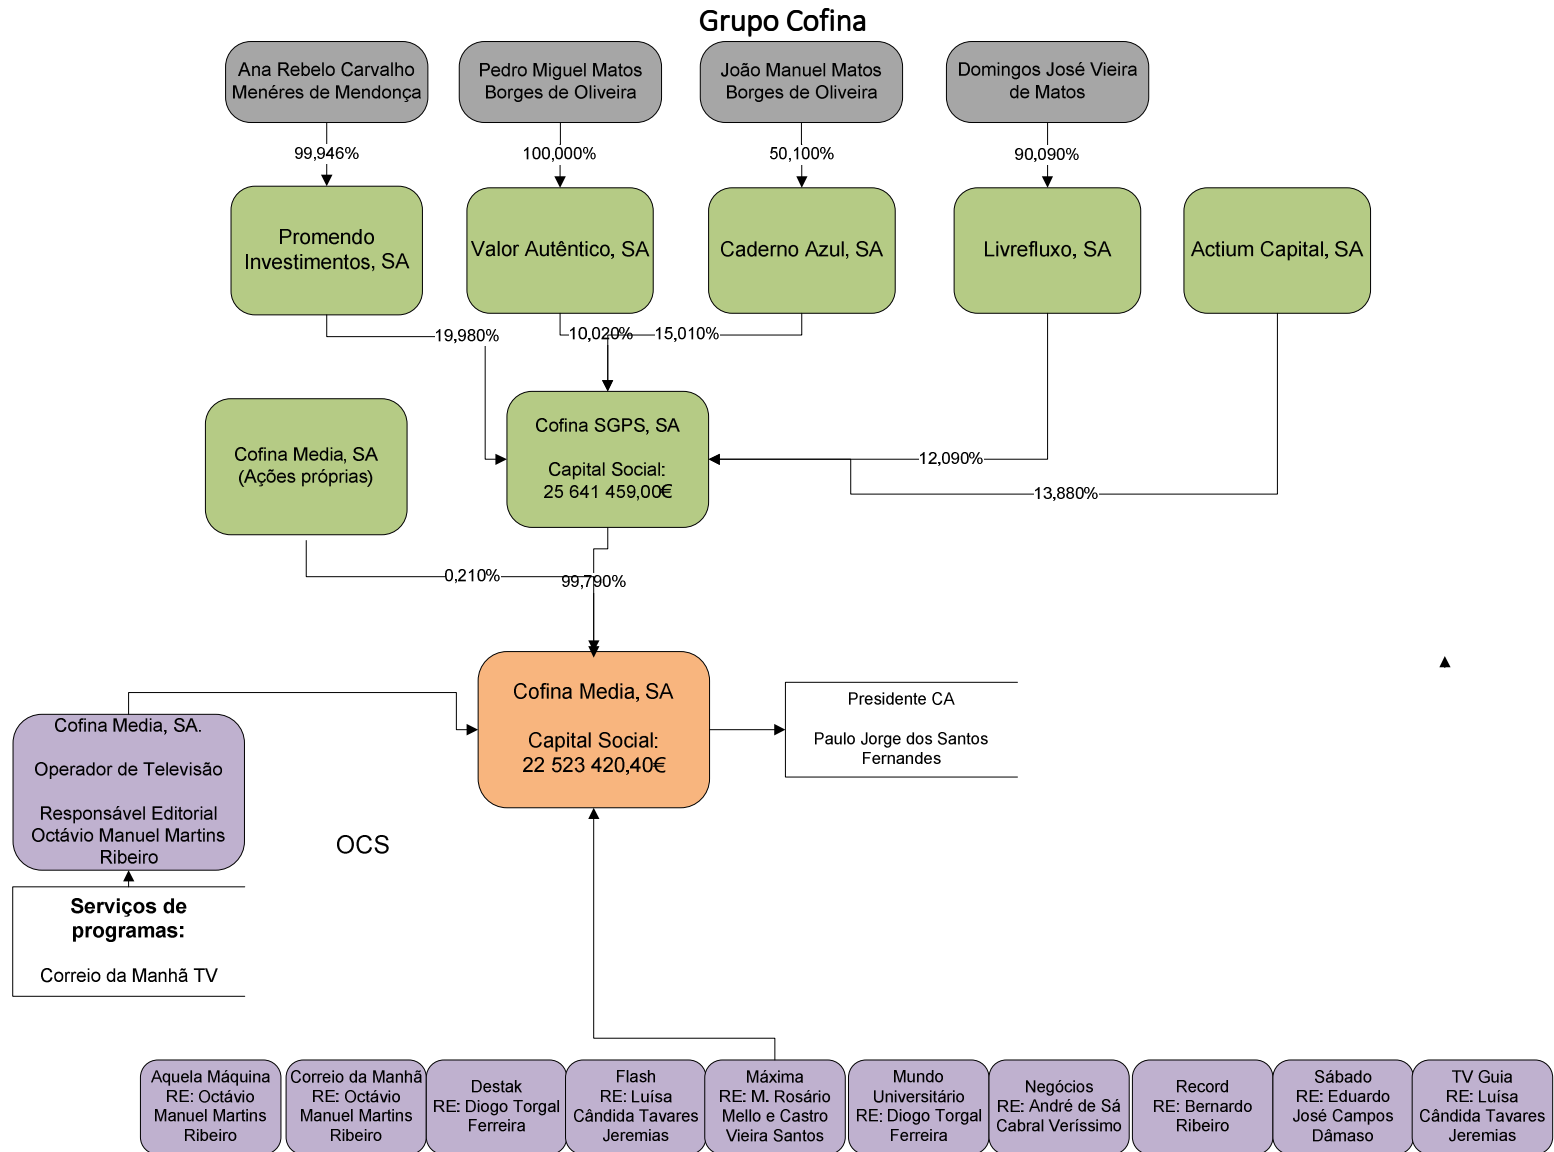 Grupo Cofina
Ana Rebelo Carvalho
Menéres de Mendonça
Pedro Miguel Matos
Borges de Oliveira
João Manuel Matos
Borges de Oliveira
Domingos José Vieira
de Matos
99,946%
100,000%
50,100%
90,090%
Promendo
Investimentos, SA
Valor Autêntico, SA
Caderno Azul, SA
Livrefluxo, SA
Actium Capital, SA
19,980%
10,020%
15,010%
Cofina Media, SA
(Ações próprias)
Cofina SGPS, SA
Capital Social:
25 641 459,00€
12,090%
13,880%
0,210%
99,790%
Cofina Media, SA
Capital Social:
22 523 420,40€
Presidente CA
Paulo Jorge dos Santos
Fernandes
Cofina Media, SA.
Operador de Televisão
Responsável Editorial
Octávio Manuel Martins
Ribeiro
OCS
Serviços de
programas:
Correio da Manhã TV
Aquela Máquina
RE: Octávio
Manuel Martins
Ribeiro
Correio da Manhã
RE: Octávio
Manuel Martins
Ribeiro
Destak
RE: Diogo Torgal
Ferreira
Flash
RE: Luísa
Cândida Tavares
Jeremias
Máxima
RE: M. Rosário
Mello e Castro
Vieira Santos
Mundo
Universitário
RE: Diogo Torgal
Ferreira
Negócios
RE: André de Sá
Cabral Veríssimo
Record
RE: Bernardo
Ribeiro
Sábado
RE: Eduardo
José Campos
Dâmaso
TV Guia
RE: Luísa
Cândida Tavares
Jeremias